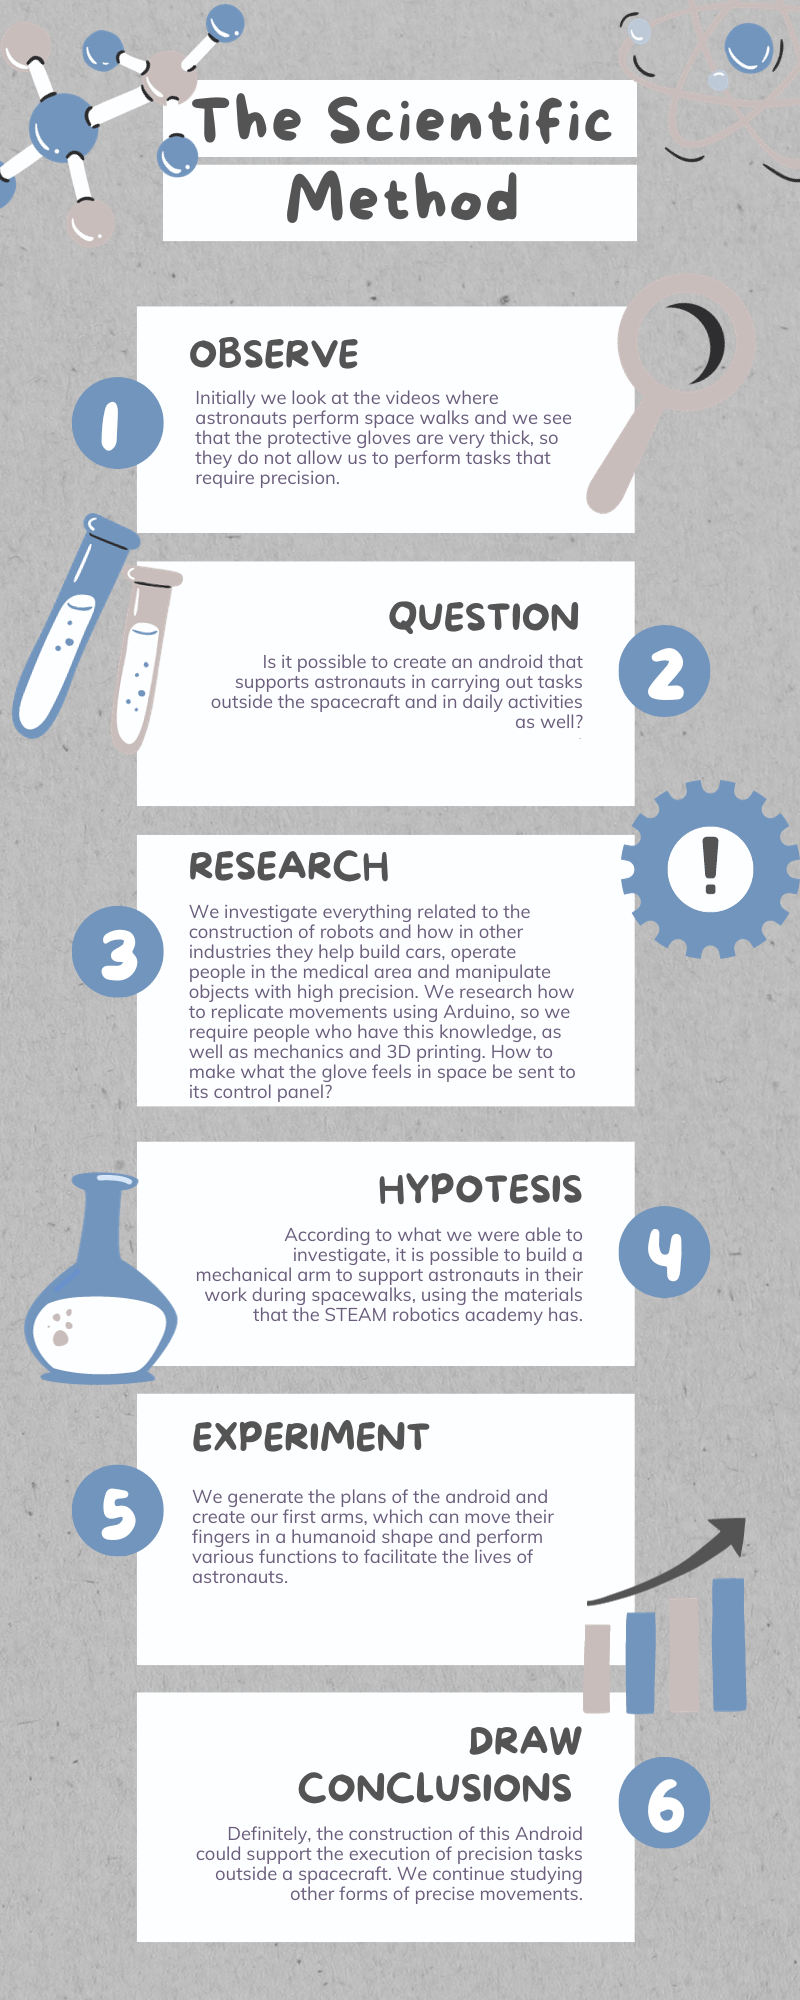 The Scientific
Method
OBSERVE
1
Initially we look at the videos where
astronauts perform space walks and we see
that the protective gloves are very thick, so
they do not allow us to perform tasks that
require precision.
QUESTION
2
Is it possible to create an android that
supports astronauts in carrying out tasks
outside the spacecraft and in daily activities
as well?
.
!
RESEARCH
3
We investigate everything related to the
construction of robots and how in other
industries they help build cars, operate
people in the medical area and manipulate
objects with high precision. We research how
to replicate movements using Arduino, so we
require people who have this knowledge, as
well as mechanics and 3D printing. How to
make what the glove feels in space be sent to
its control panel?
HYPOTESIS
4
According to what we were able to
investigate, it is possible to build a
mechanical arm to support astronauts in their
work during spacewalks, using the materials
that the STEAM robotics academy has.
EXPERIMENT
5
We generate the plans of the android and
create our first arms, which can move their
fingers in a humanoid shape and perform
various functions to facilitate the lives of
astronauts.
DRAW
CONCLUSIONS
6
Definitely, the construction of this Android
could support the execution of precision tasks
outside a spacecraft. We continue studying
other forms of precise movements.